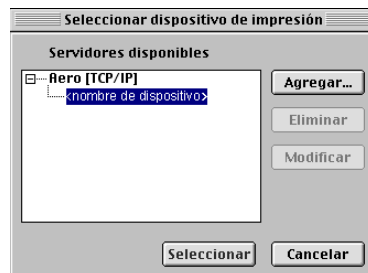 Seleccionar dispositivo de impresión
Servidores disponibles
Aero [TCP/IP]
<nombre de dispositivo>
Agregar...
Eliminar
Modificar
Seleccionar
Cancelar